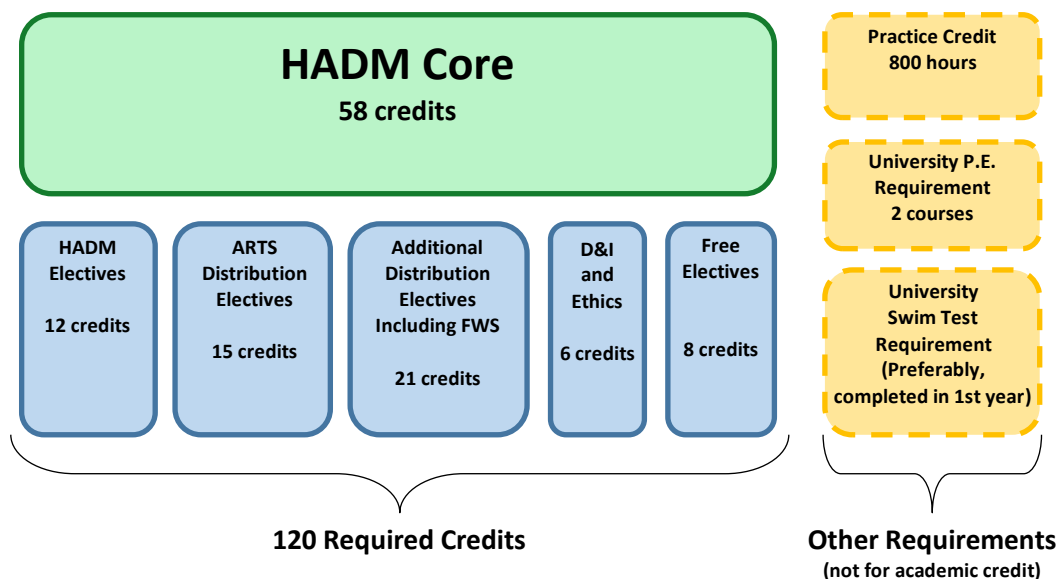 HADM Core
58 credits
HADM
Electives
12 credits
ARTS
Distribution
Electives
15 credits
Additional
Distribution
Electives
Including FWS
21 credits
D&I
and
Ethics
6 credits
Free
Electives
8 credits
120 Required Credits
Practice Credit
800 hours
University P.E.
Requirement
2 courses
University
Swim Test
Requirement
(Preferably,
completed in 1st year)
Other Requirements
(not for academic credit)